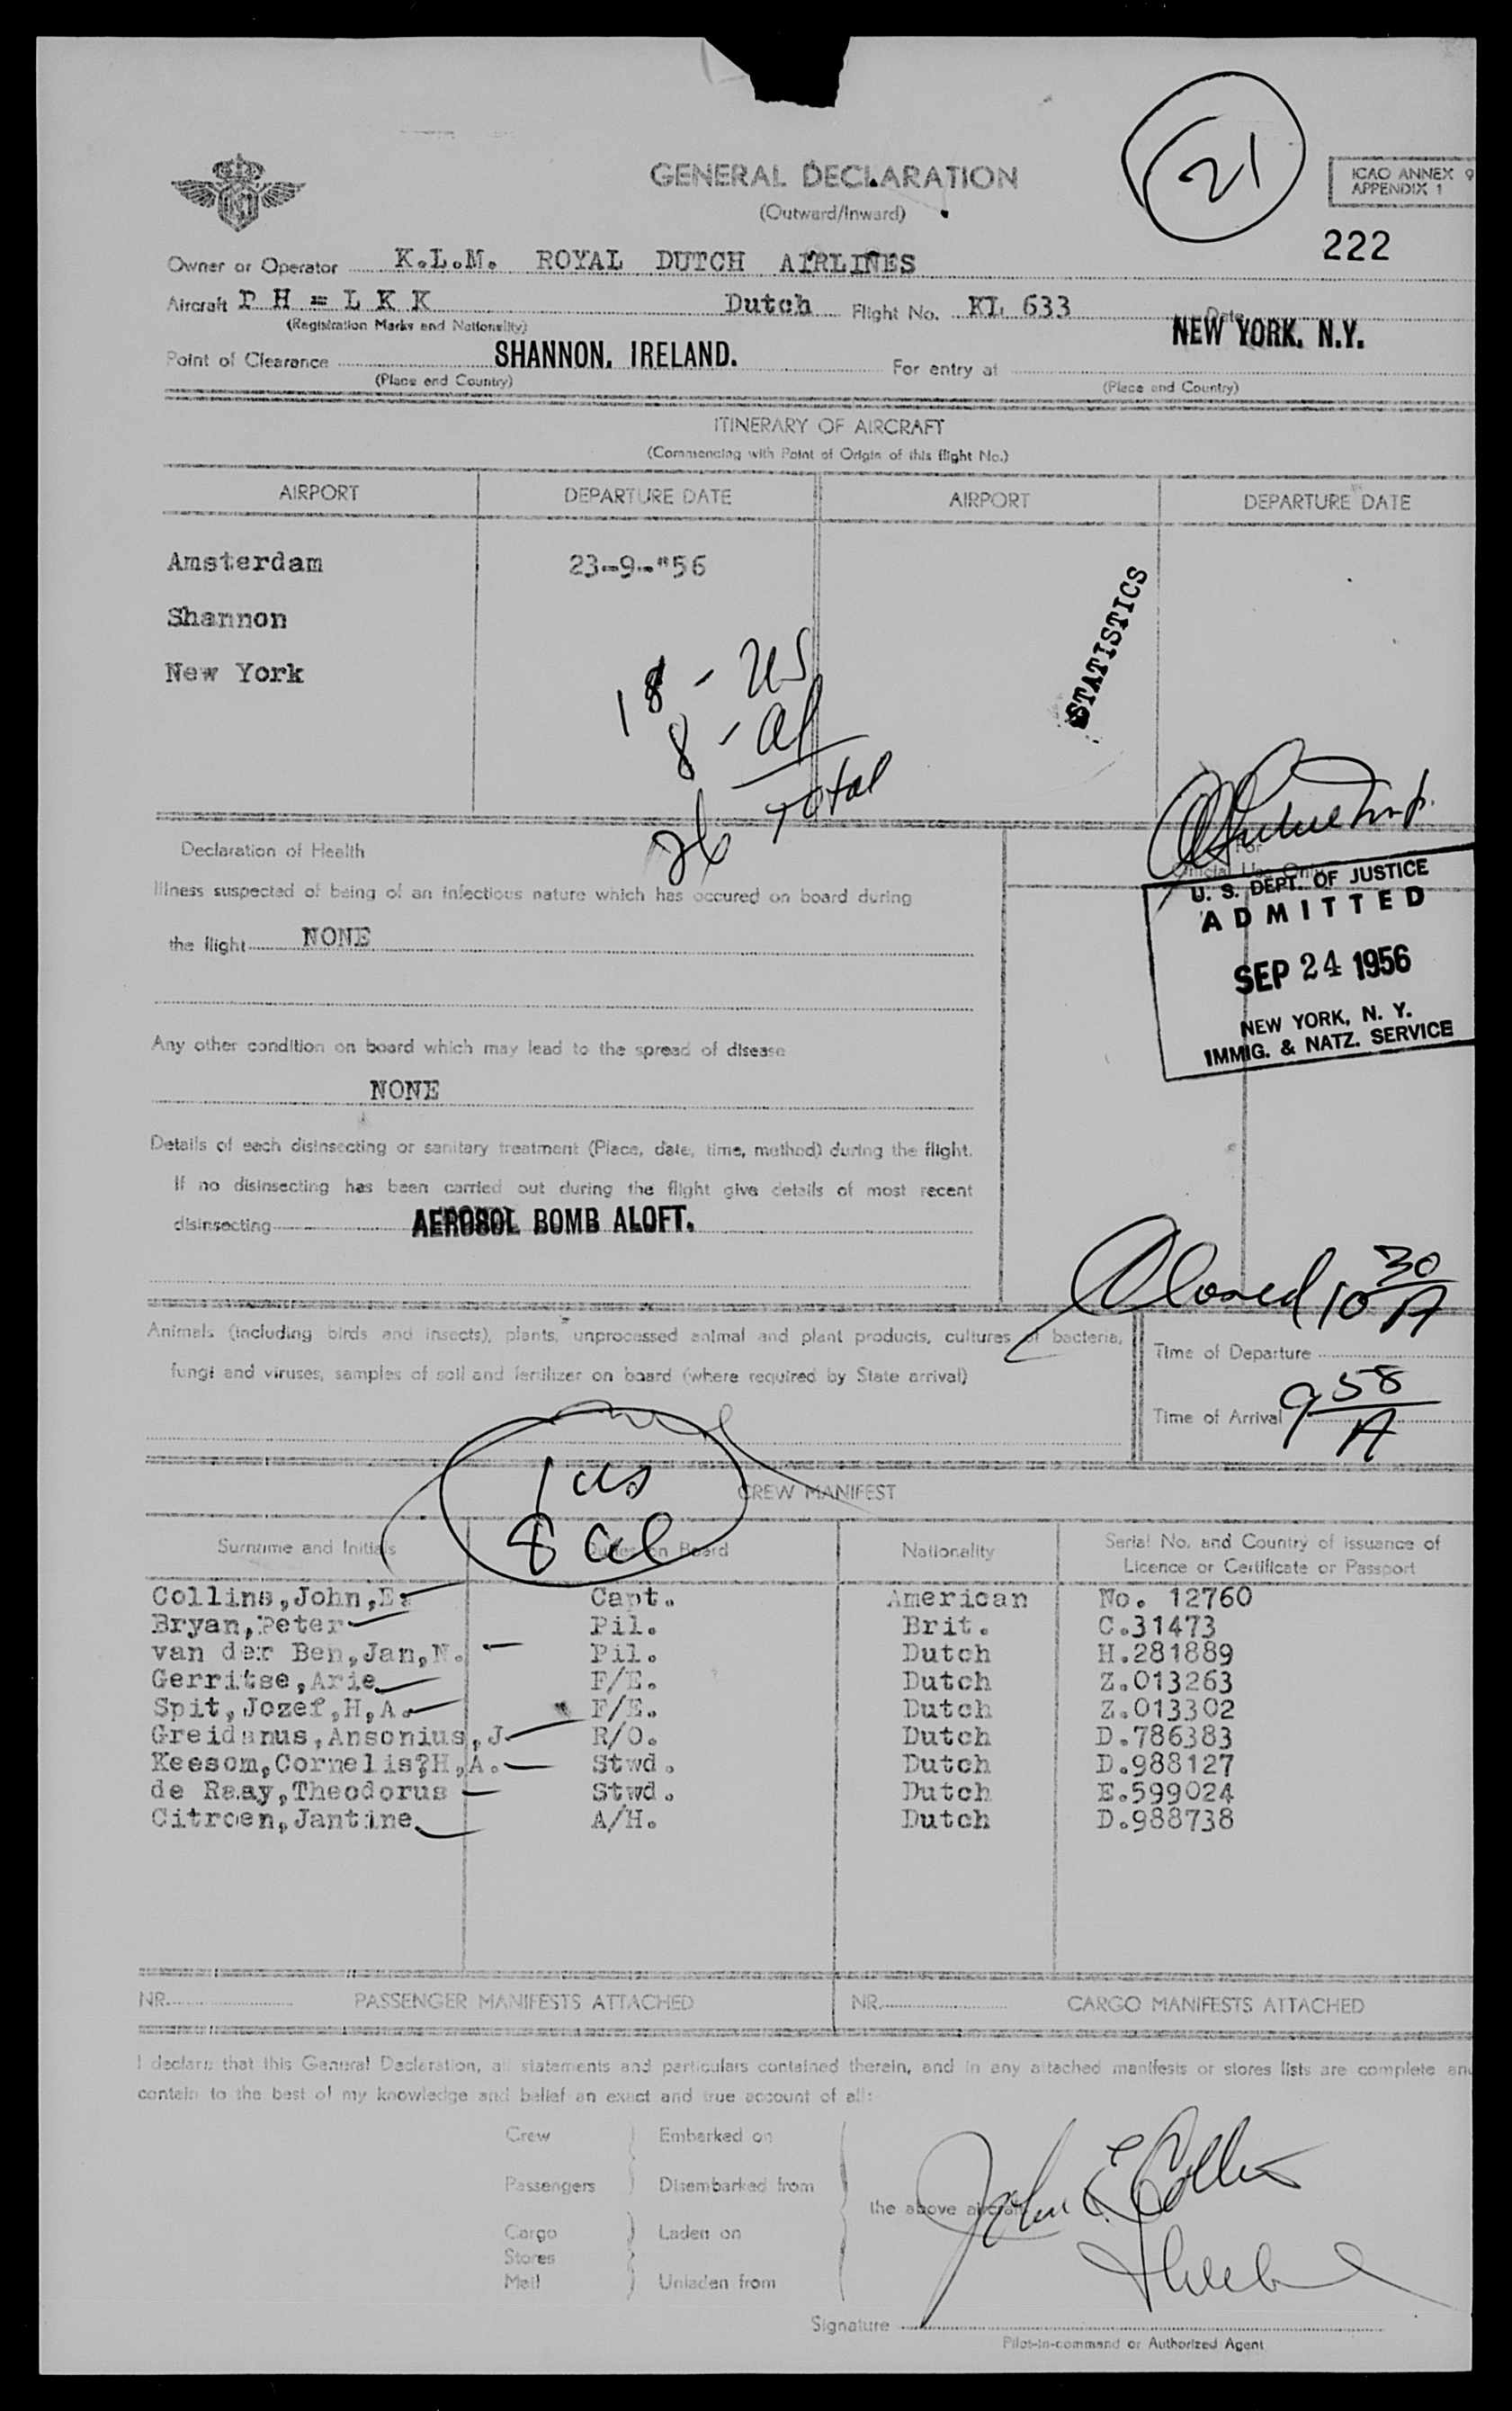 GENERAL DECLARATION
(Outward/Inward)
21
ICAO ANNEX 9
APPENDIX 1
222
Owner or Operator K.L.M. ROYAL DUTCH AIRLINES
Aircraft P H = L K K Dutch Flight No. KL 633 Date
(Registration Marks and Nationality)
NEW YORK, N.Y.
Point of Clearance SHANNON, IRELAND. For entry at
(Place and Country) (Place and Country)
ITINERARY OF AIRCRAFT
(Commencing with Point of Origin of this flight No.)
AIRPORT DEPARTURE DATE AIRPORT DEPARTURE DATE
Amsterdam 23-9-"56
Shannon
New York
STATISTICS
18 - US
8 - al
26 Total
Declaration of Health
For
Official Use Only
Illness suspected of being of an infectious nature which has occured on board during
the flight NONE
U. S. DEPT. OF JUSTICE
ADMITTED
SEP 24 1956
NEW YORK, N. Y.
IMMIG. & NATZ. SERVICE
Any other condition on board which may lead to the spread of disease
NONE
Details of each disinsecting or sanitary treatment (Place, date, time, method) during the flight.
If no disinsecting has been carried out during the flight give details of most recent
disinsecting AEROSOL BOMB ALOFT.
Closed 10 30/A
Animals (including birds and insects), plants, unprocessed animal and plant products, cultures of bacteria,
fungi and viruses, samples of soil and fertilizer on board (where required by State arrival)
Time of Departure
Time of Arrival 9 58/A
1 us
8 al
CREW MANIFEST
Surname and Initials Duties on Board Nationality Serial No. and Country of issuance of
Licence or Certificate or Passport
Collins,John,E. Capt. American No. 12760
Bryan,Peter Pil. Brit. C.31473
van der Ben,Jan,N. Pil. Dutch H.281889
Gerritse,Arie F/E. Dutch Z.013263
Spit,Jozef,H,A. F/E. Dutch Z.013302
Greidanus,Ansonius,J. R/O. Dutch D.786383
Keesom,Cornelis?H,A. Stwd. Dutch D.988127
de Raay,Theodorus Stwd. Dutch E.599024
Citroen,Jantine A/H. Dutch D.988738
NR. PASSENGER MANIFESTS ATTACHED NR. CARGO MANIFESTS ATTACHED
I declare that this General Declaration, all statements and particulars contained therein, and in any attached manifests or stores lists are complete and
contain to the best of my knowledge and belief an exact and true account of all:
Crew Embarked on
Passengers Disembarked from
the above aircraft
Cargo Laden on
Stores
Mail Unladen from
John E. Collins
Signature
Pilot-in-command or Authorized Agent